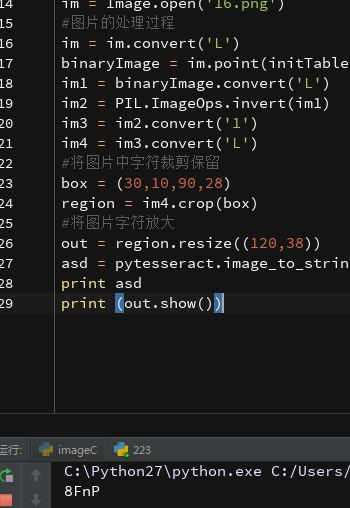 14 im = Image.open('16.png')
15 #图片的处理过程
16 im = im.convert('L')
17 binaryImage = im.point(initTable
18 im1 = binaryImage.convert('L')
19 im2 = PIL.ImageOps.invert(im1)
20 im3 = im2.convert('1')
21 im4 = im3.convert('L')
22 #将图片中字符裁剪保留
23 box = (30,10,90,28)
24 region = im4.crop(box)
25 #将图片字符放大
26 out = region.resize((120,38))
27 asd = pytesseract.image_to_strin
28 print asd
29 print (out.show())
运行: imageC 223
C:\Python27\python.exe C:/Users/
8FnP